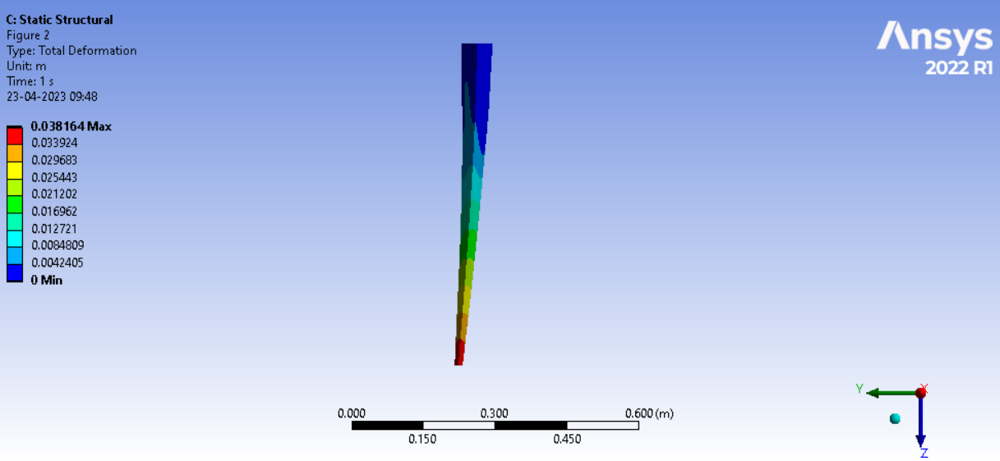 C: Static Structural
Figure 2
Type: Total Deformation
Unit: m
Time: 1 s
23-04-2023 09:48
Ansys
2022 R1
0.038164 Max
0.033924
0.029683
0.025443
0.021202
0.016962
0.012721
0.0084809
0.0042405
0 Min
0.000 0.300 0.600 (m)
0.150 0.450
Y X
Z